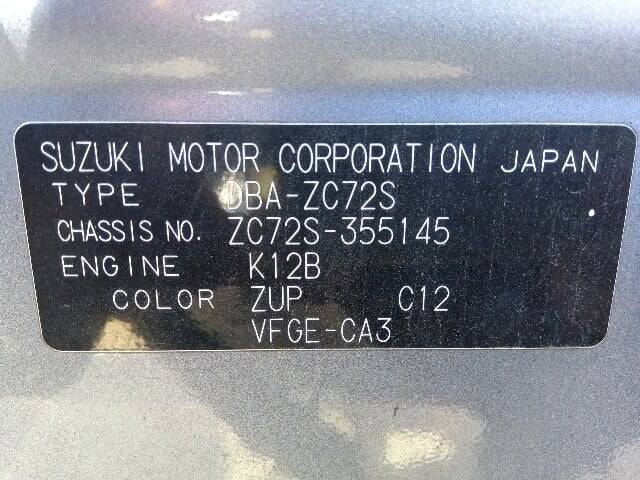 SUZUKI MOTOR CORPORATION JAPAN
TYPE DBA-ZC72S
CHASSIS NO. ZC72S-355145
ENGINE K12B
COLOR ZUP C12
VFGE-CA3